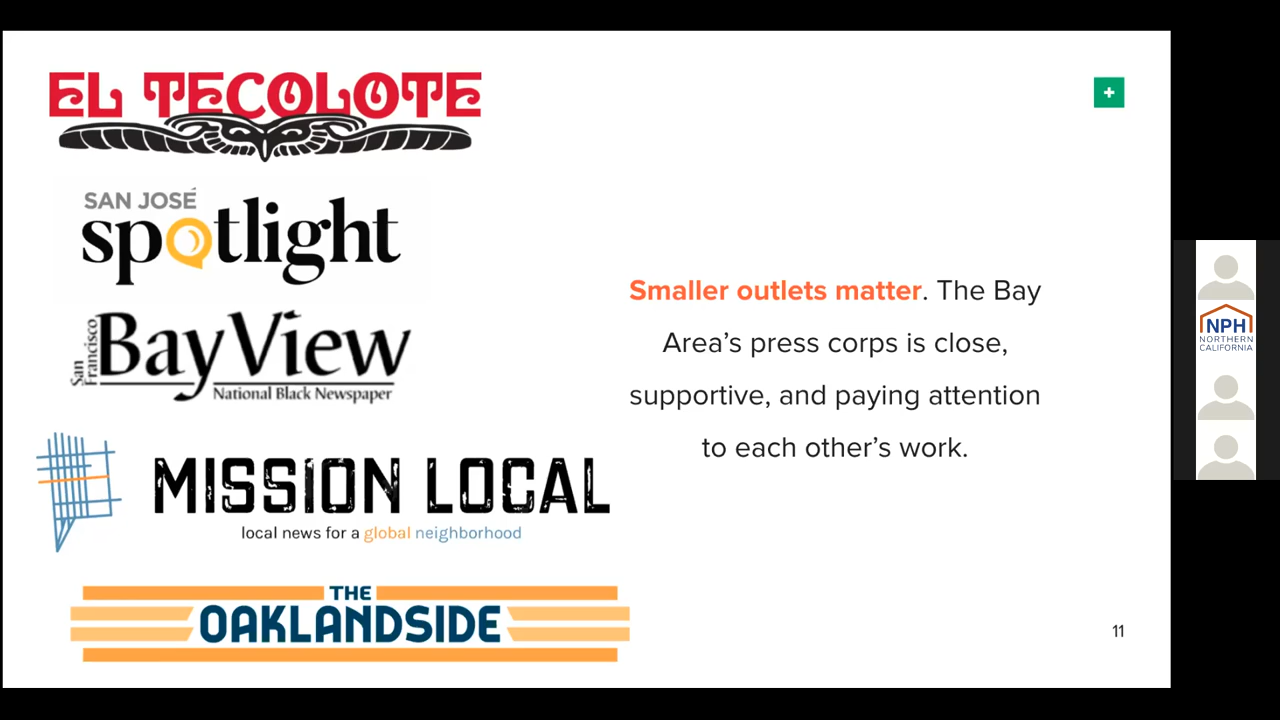 EL TECOLOTE
SAN JOSÉ
spotlight
San Francisco
BayView
National Black Newspaper
MISSION LOCAL
local news for a global neighborhood
THE
OAKLANDSIDE
+
Smaller outlets matter. The Bay
Area’s press corps is close,
supportive, and paying attention
to each other’s work.
11
NPH
NORTHERN
CALIFORNIA